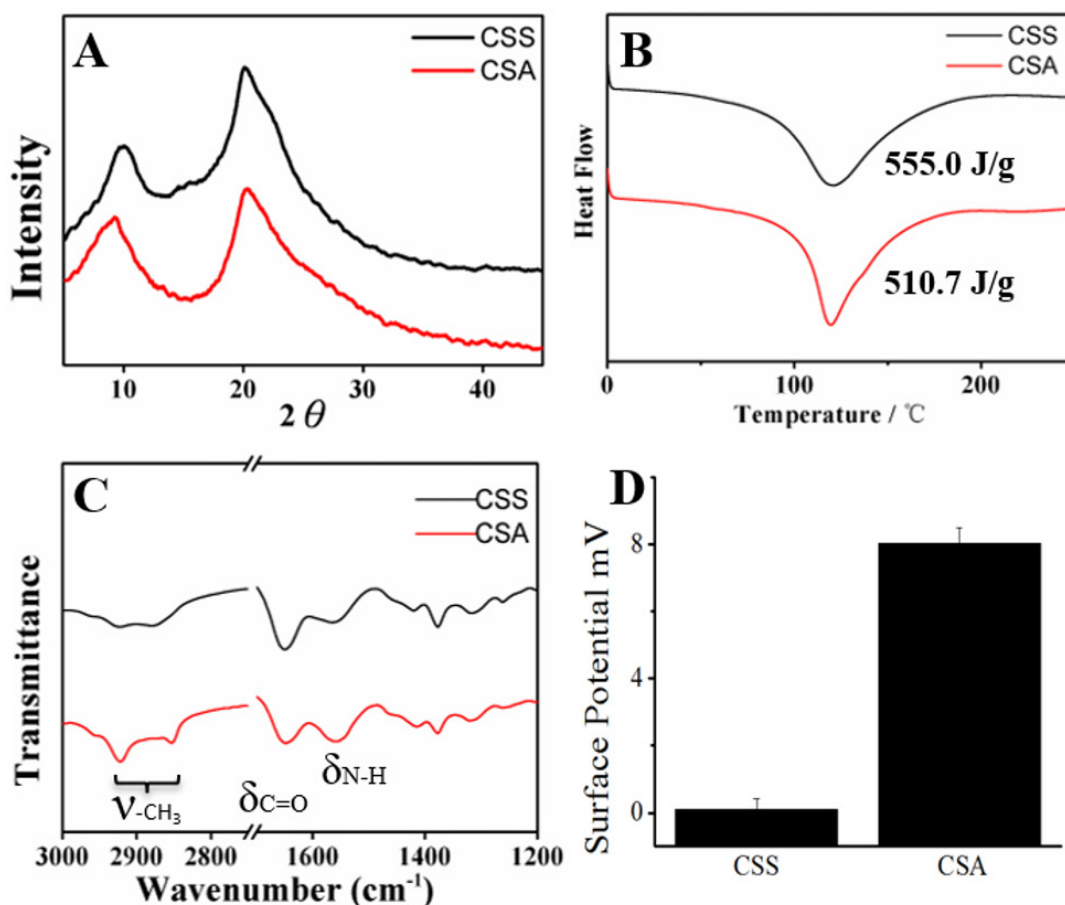 A
CSS
CSA
Intensity
10
20
30
40
2 θ
B
CSS
CSA
Heat Flow
555.0 J/g
510.7 J/g
0
100
200
Temperature / ℃
C
CSS
CSA
Transmittance
ν-CH₃
δC=O
δN-H
3000
2900
2800
1600
1400
1200
Wavenumber (cm⁻¹)
D
Surface Potential mV
8
4
0
CSS
CSA